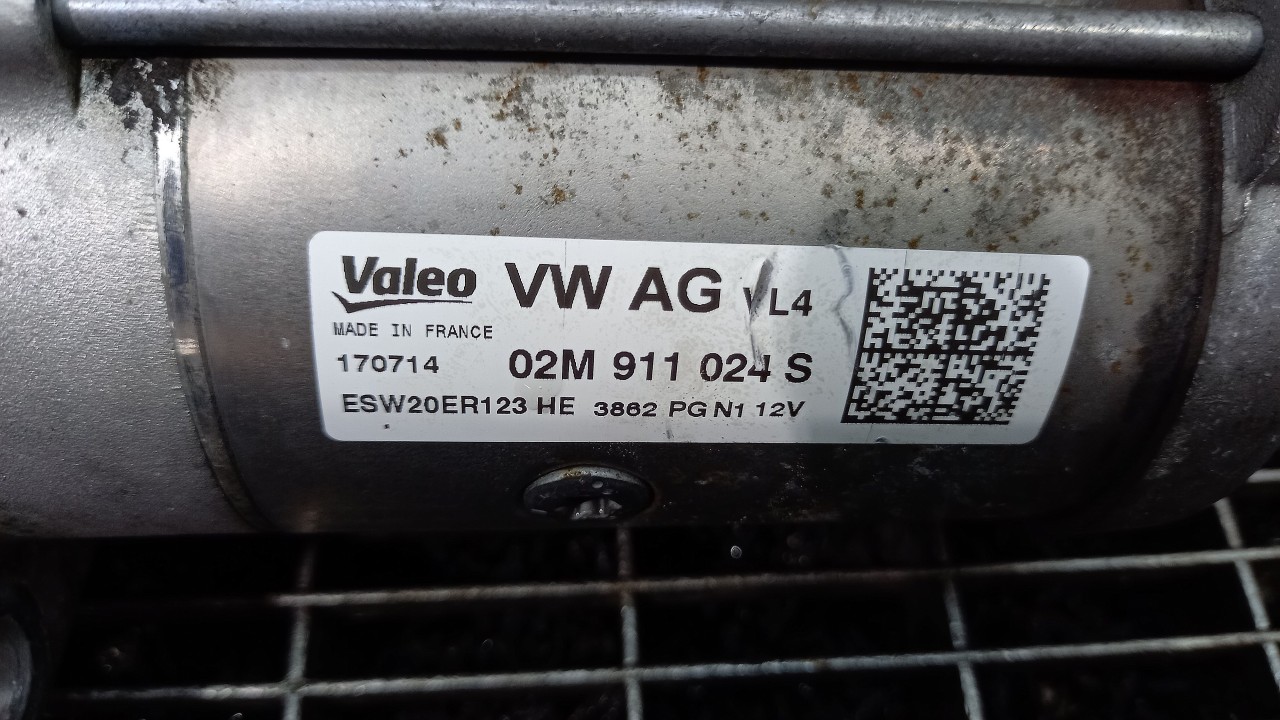 Valeo VW AG VL4
MADE IN FRANCE
170714 02M 911 024 S
ESW20ER123 HE 3862 PG N1 12V